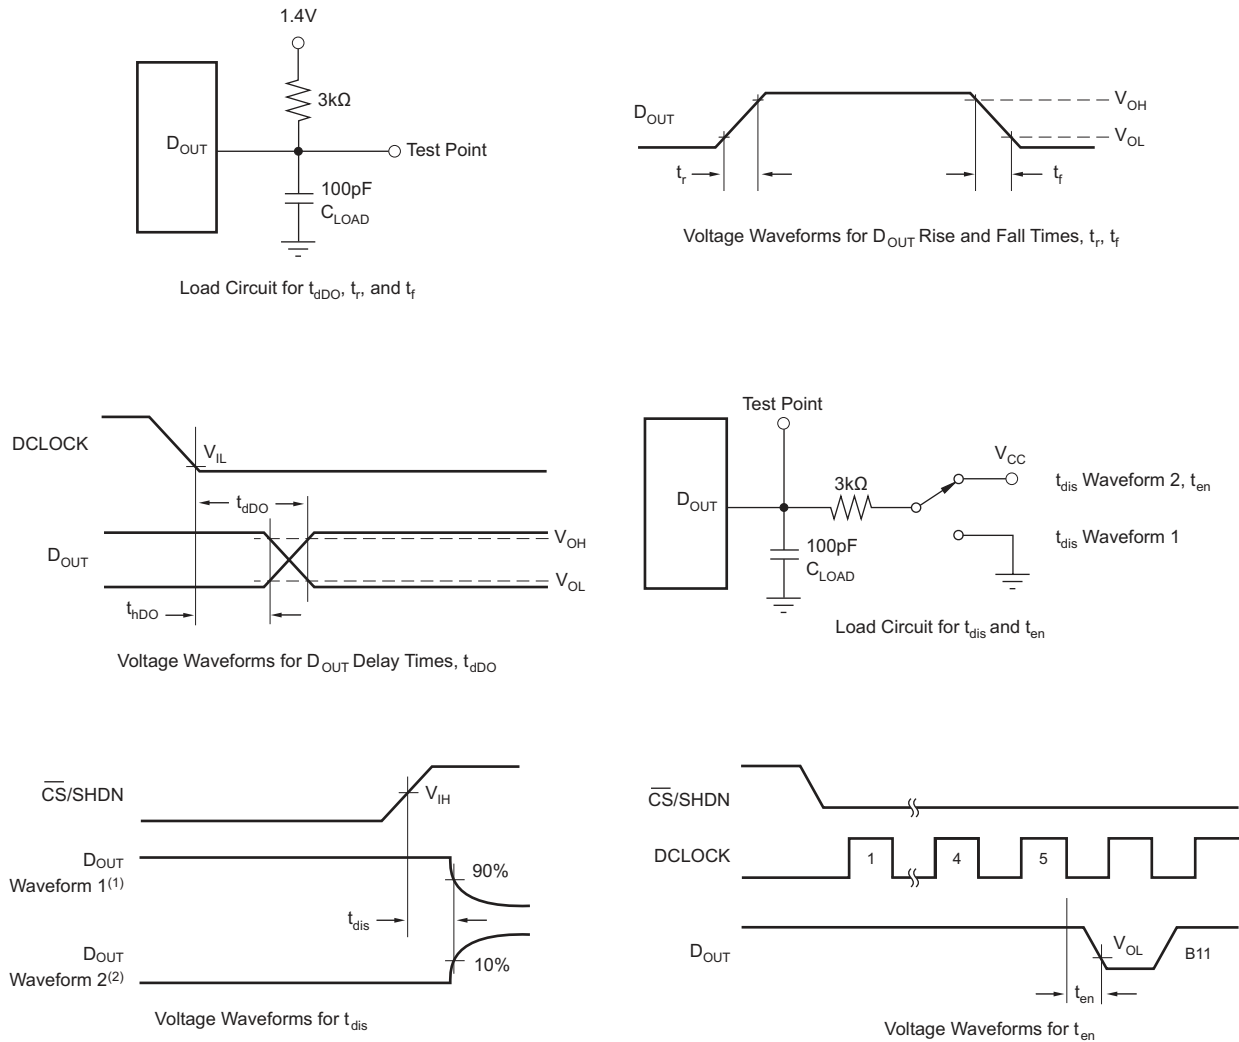 1.4V
3kΩ
DOUT
Test Point
100pF
CLOAD
Load Circuit for tdDO, tr, and tf
DOUT
VOH
VOL
tr
tf
Voltage Waveforms for DOUT Rise and Fall Times, tr, tf
DCLOCK
VIL
tdDO
DOUT
VOH
VOL
thDO
Voltage Waveforms for DOUT Delay Times, tdDO
Test Point
DOUT
3kΩ
VCC
tdis Waveform 2, ten
tdis Waveform 1
100pF
CLOAD
Load Circuit for tdis and ten
CS/SHDN
VIH
DOUT
Waveform 1(1)
90%
tdis
DOUT
Waveform 2(2)
10%
Voltage Waveforms for tdis
CS/SHDN
DCLOCK
1
4
5
DOUT
VOL
B11
ten
Voltage Waveforms for ten